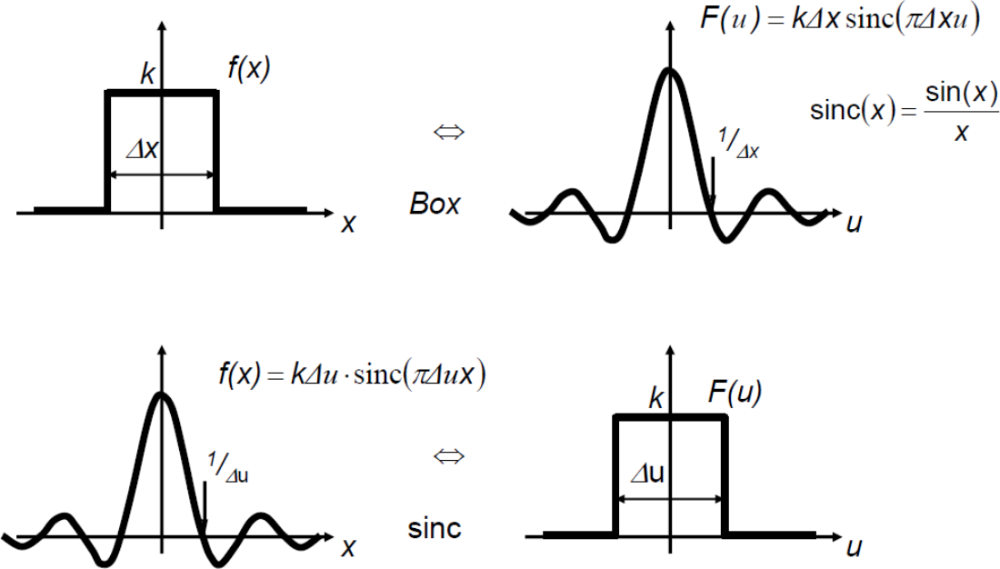 F(u) = kΔx sinc(πΔxu)
k
f(x)
sinc(x) = sin(x)/x
Δx
⇔
1/Δx
Box
x
u
f(x) = kΔu · sinc(πΔux)
k
F(u)
1/Δu
⇔
Δu
sinc
x
u